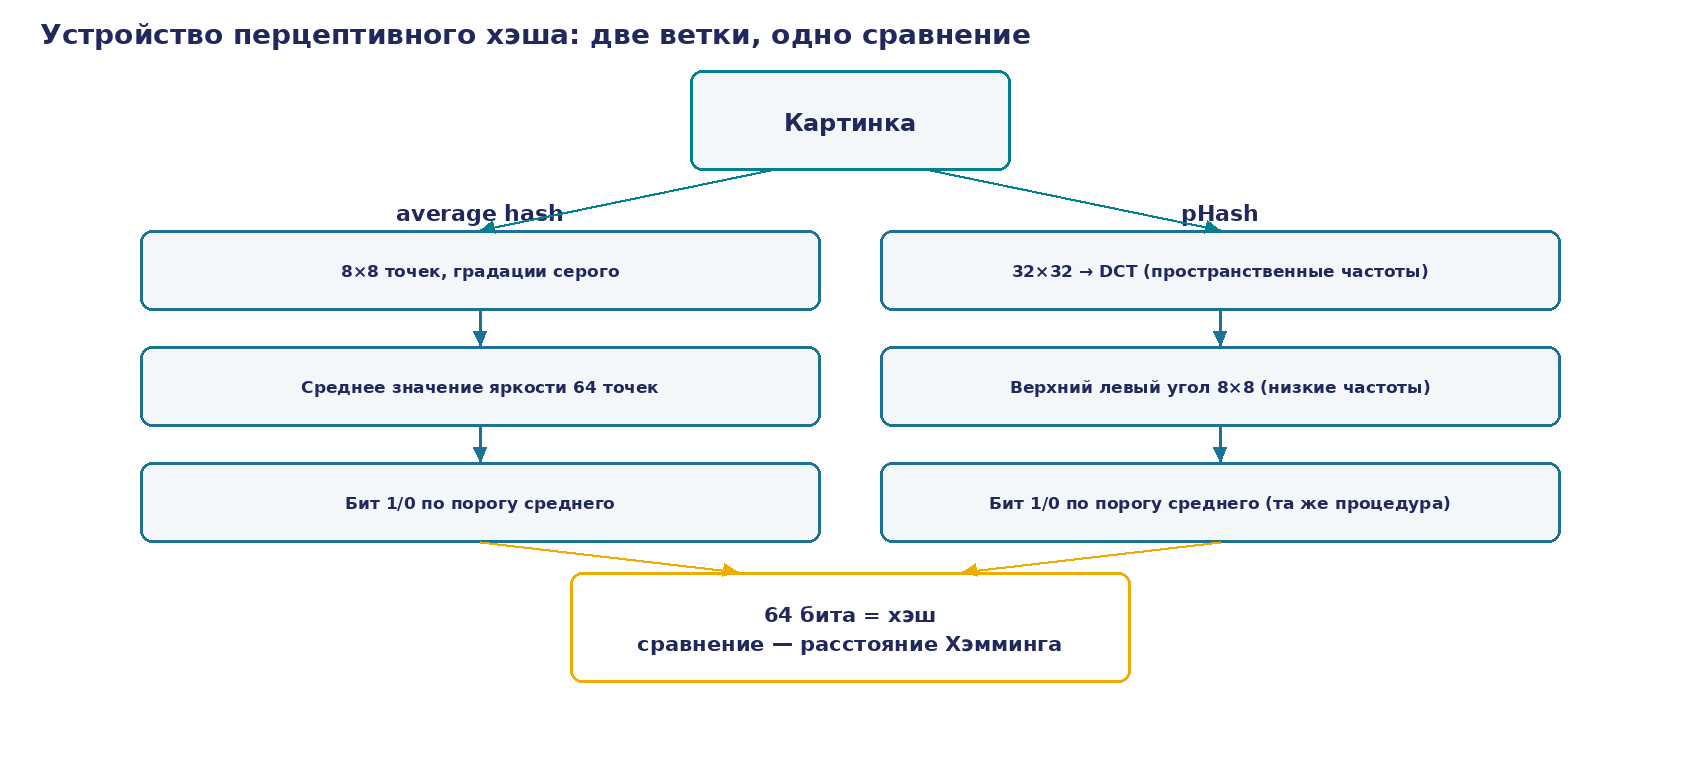 Устройство перцептивного хэша: две ветки, одно сравнение
Картинка
average hash
pHash
8×8 точек, градации серого
32×32 → DCT (пространственные частоты)
Среднее значение яркости 64 точек
Верхний левый угол 8×8 (низкие частоты)
Бит 1/0 по порогу среднего
Бит 1/0 по порогу среднего (та же процедура)
64 бита = хэш
сравнение — расстояние Хэмминга